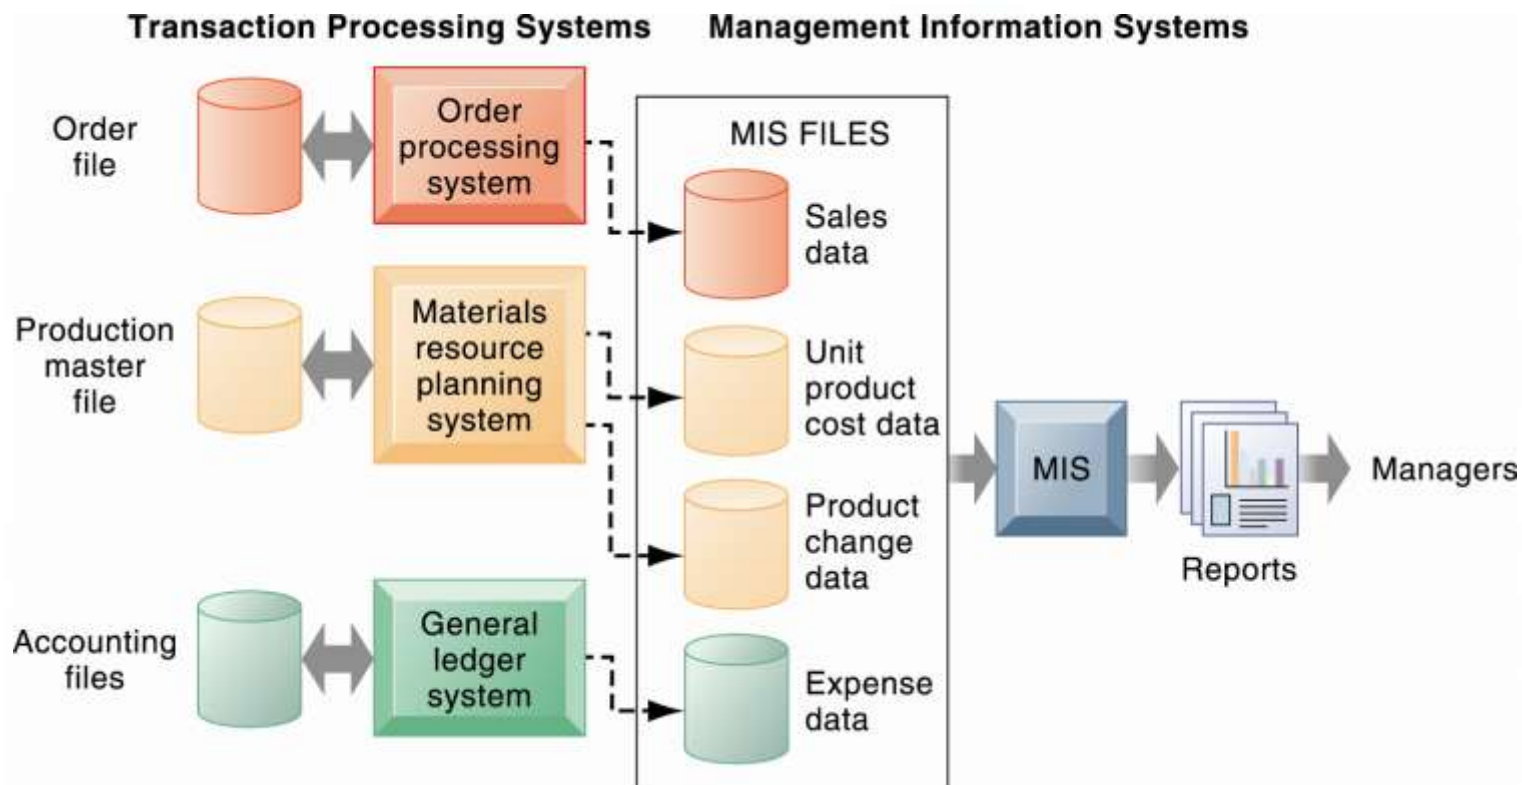 Transaction Processing Systems
Management Information Systems
Order
file
Order
processing
system
MIS FILES
Sales
data
Production
master
file
Materials
resource
planning
system
Unit
product
cost data
Product
change
data
MIS
Reports
Managers
Accounting
files
General
ledger
system
Expense
data